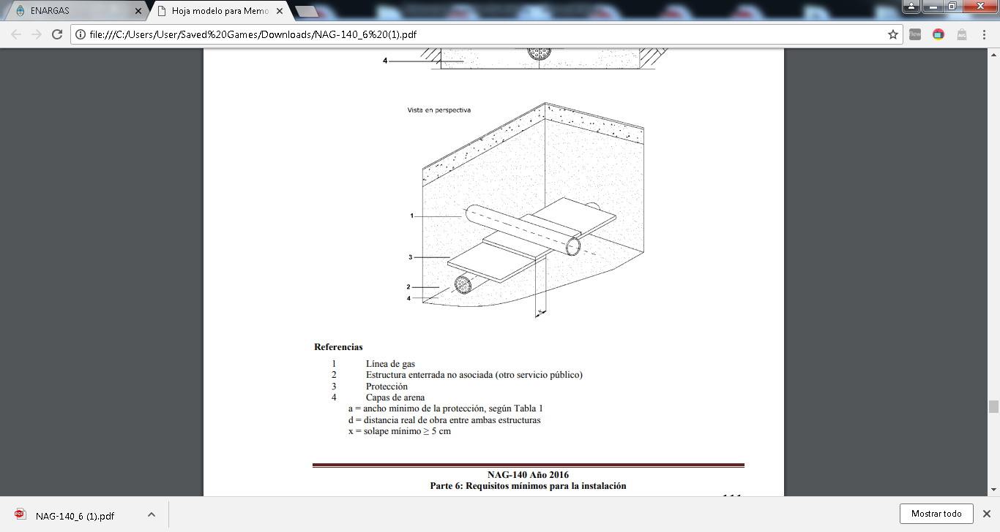 ENARGAS
Hoja modelo para Memo
file:///C:/Users/User/Saved%20Games/Downloads/NAG-140_6%20(1).pdf
4
Vista en perspectiva
1
3
2
4
x
Referencias
1 Línea de gas
2 Estructura enterrada no asociada (otro servicio público)
3 Protección
4 Capas de arena
a = ancho mínimo de la protección, según Tabla 1
d = distancia real de obra entre ambas estructuras
x = solape mínimo ≥ 5 cm
NAG-140 Año 2016
Parte 6: Requisitos mínimos para la instalación
NAG-140_6 (1).pdf
Mostrar todo